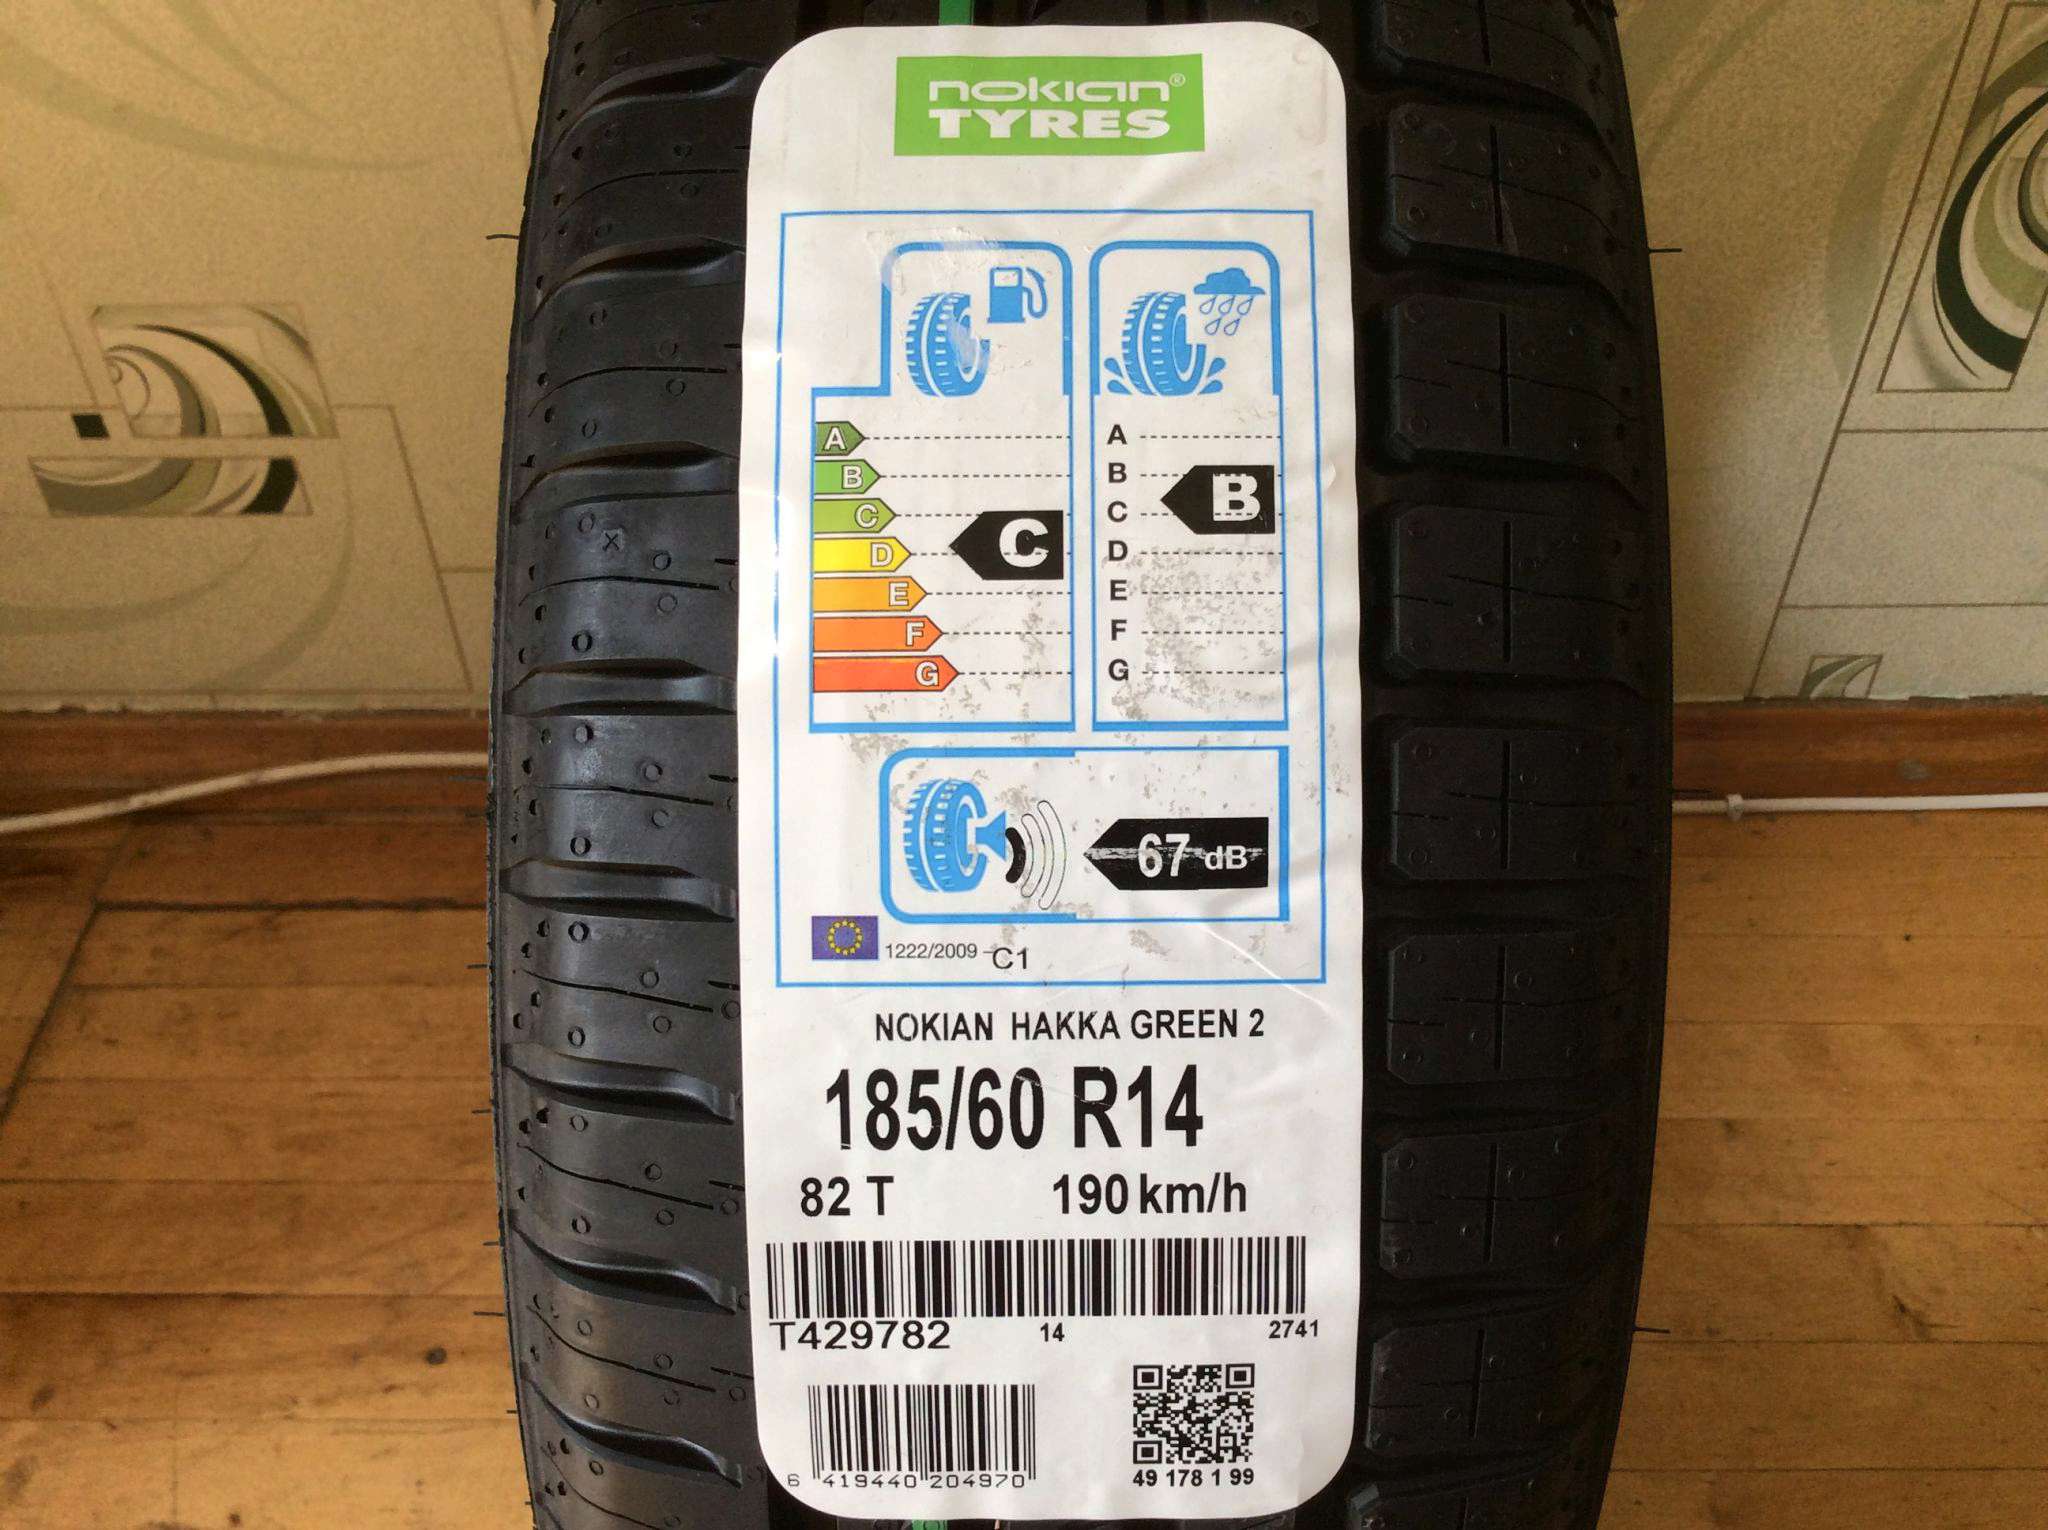 nokian®
TYRES
A
B
C
D
E
F
G
C
A
B
C
D
E
F
G
B
67 dB
1222/2009 - C1
NOKIAN HAKKA GREEN 2
185/60 R14
82 T 190 km/h
T429782 14 2741
6 419440 204970
49 178 1 99